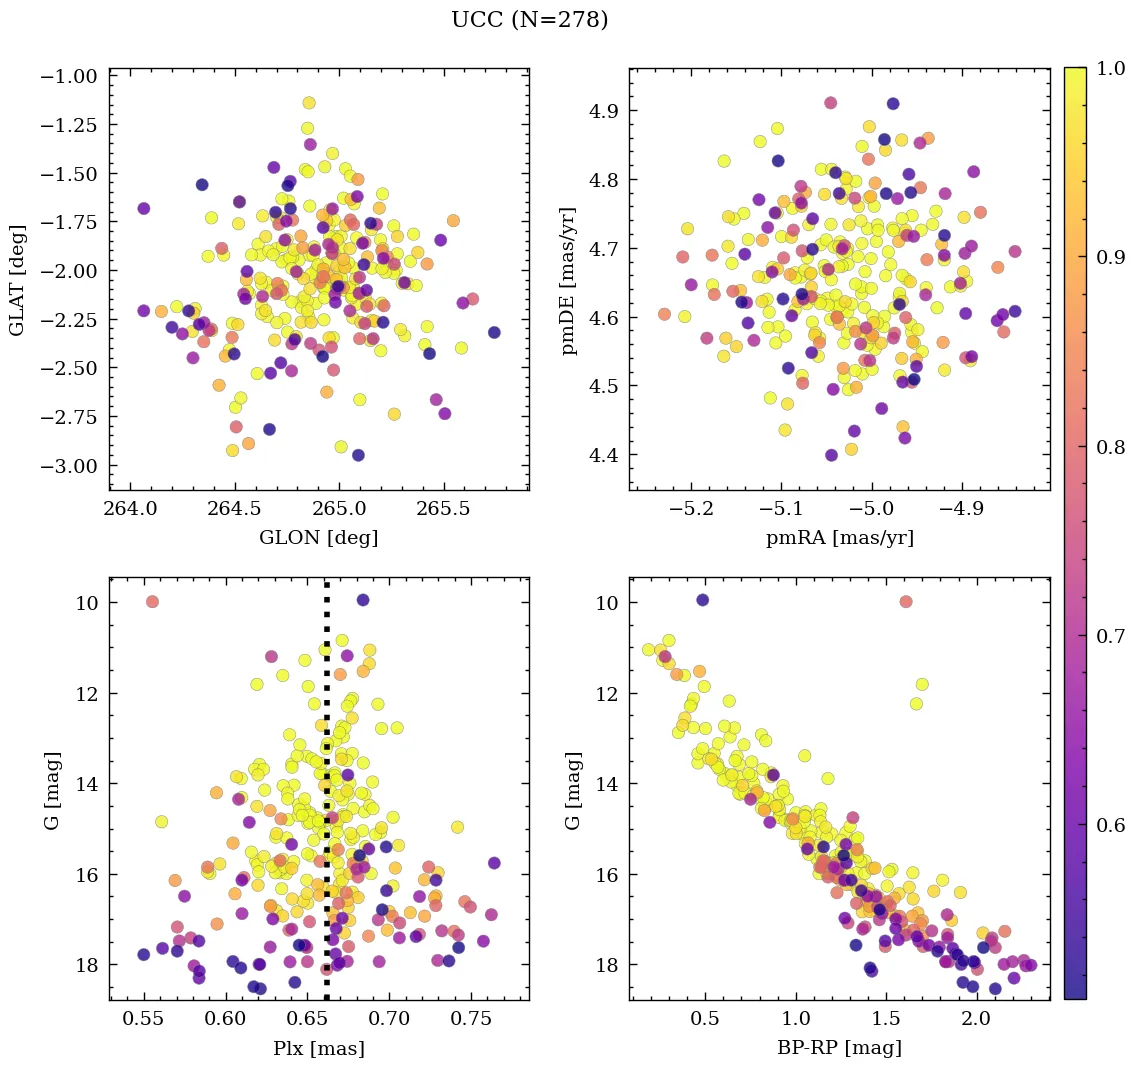 UCC (N=278)
−1.00
−1.25
−1.50
−1.75
−2.00
−2.25
−2.50
−2.75
−3.00
GLAT [deg]
264.0 264.5 265.0 265.5
GLON [deg]
4.9
4.8
4.7
4.6
4.5
4.4
pmDE [mas/yr]
−5.2 −5.1 −5.0 −4.9
pmRA [mas/yr]
1.0
0.9
0.8
0.7
0.6
10
12
14
16
18
G [mag]
0.55 0.60 0.65 0.70 0.75
Plx [mas]
10
12
14
16
18
G [mag]
0.5 1.0 1.5 2.0
BP-RP [mag]